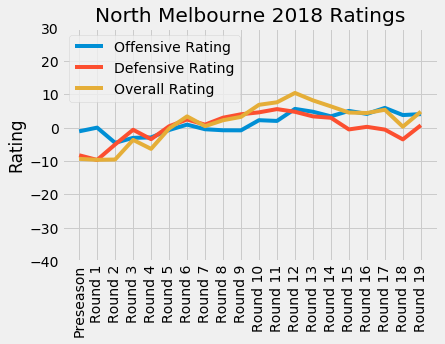 North Melbourne 2018 Ratings
Offensive Rating
Defensive Rating
Overall Rating
Rating
30
20
10
0
−10
−20
−30
−40
Preseason
Round 1
Round 2
Round 3
Round 4
Round 5
Round 6
Round 7
Round 8
Round 9
Round 10
Round 11
Round 12
Round 13
Round 14
Round 15
Round 16
Round 17
Round 18
Round 19